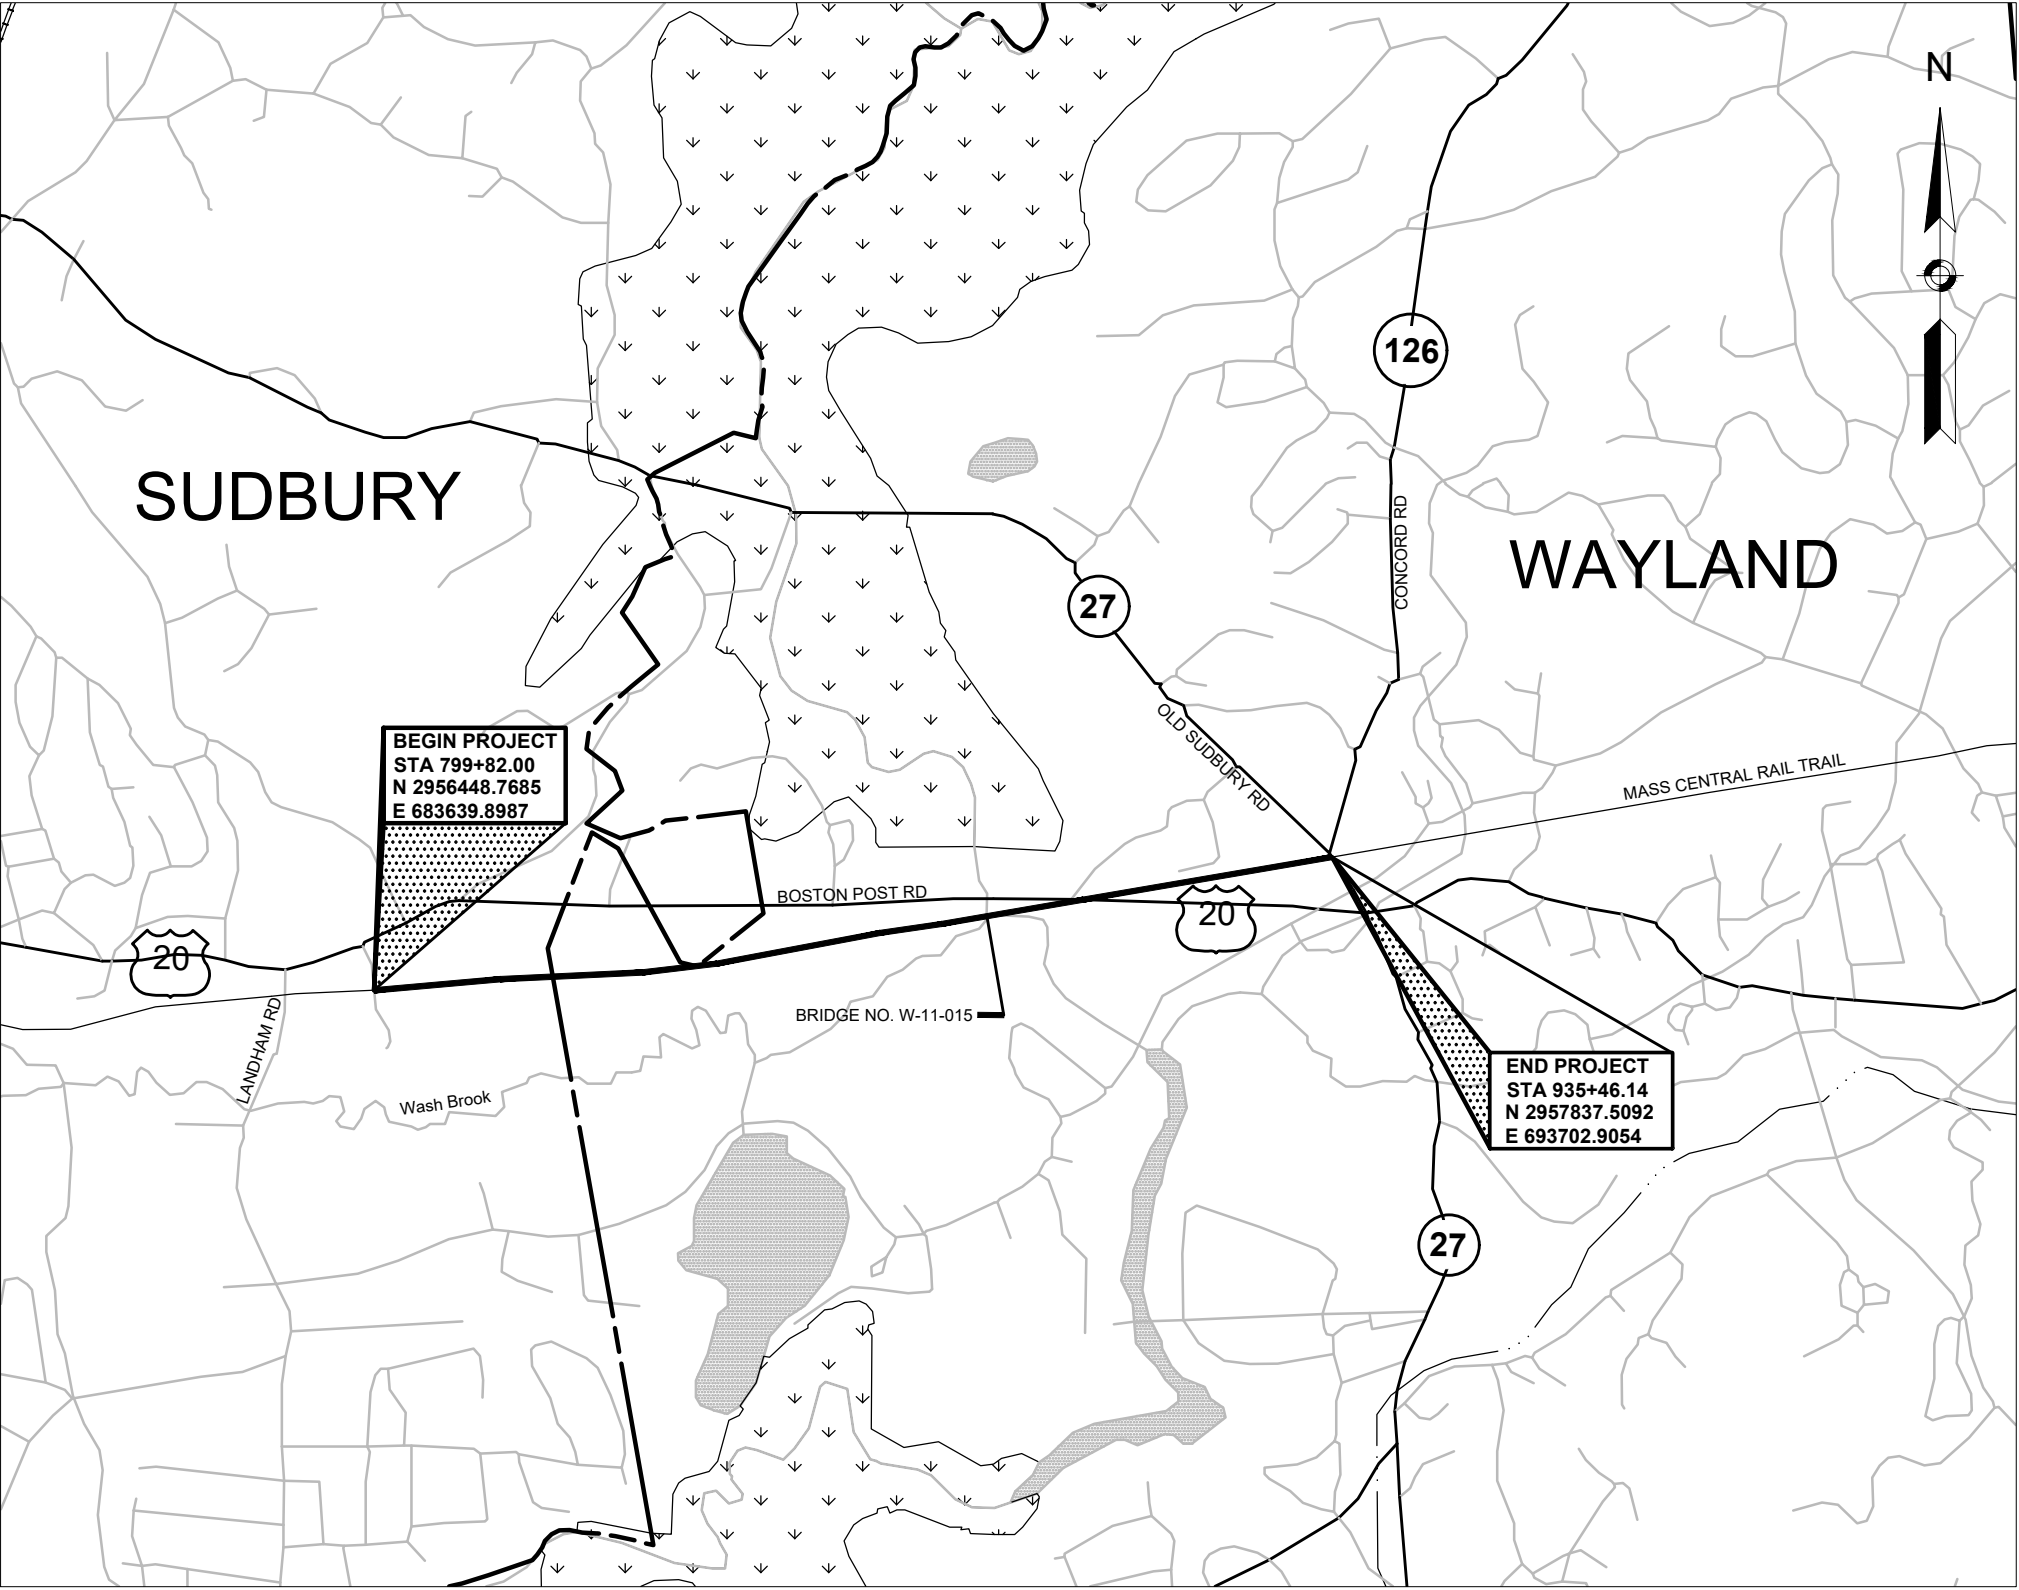 N
126
SUDBURY
CONCORD RD
WAYLAND
27
OLD SUDBURY RD
BEGIN PROJECT
STA 799+82.00
N 2956448.7685
E 683639.8987
MASS CENTRAL RAIL TRAIL
BOSTON POST RD
20
20
BRIDGE NO. W-11-015
LANDHAM RD
Wash Brook
END PROJECT
STA 935+46.14
N 2957837.5092
E 693702.9054
27